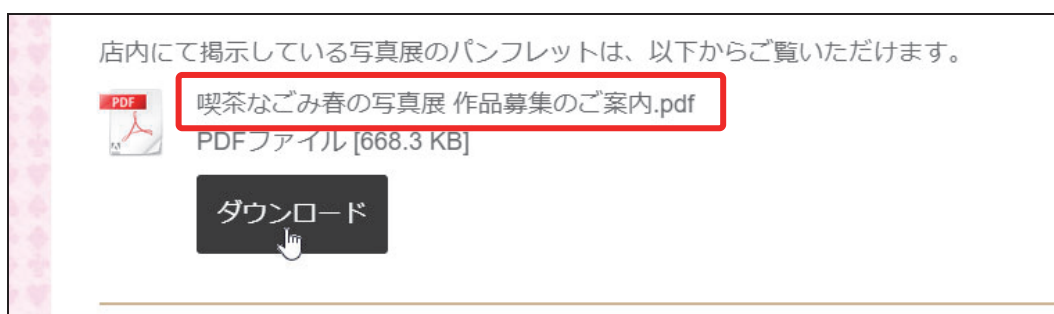 店内にて掲示している写真展のパンフレットは、以下からご覧いただけます。
PDF
喫茶なごみ春の写真展 作品募集のご案内.pdf
PDFファイル [668.3 KB]
ダウンロード